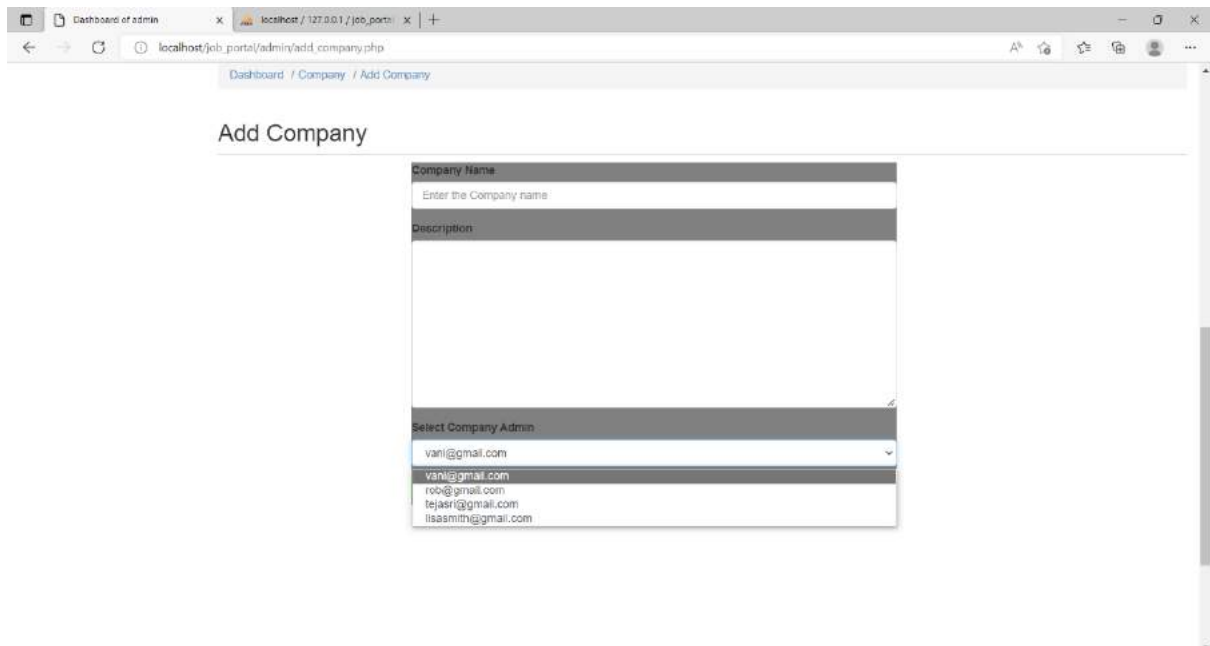 Dashboard of admin
localhost / 127.0.0.1 / job_portal
localhost/job_portal/admin/add_company.php
Dashboard / Company / Add Company
Add Company
Company Name
Enter the Company name
Description
Select Company Admin
vani@gmail.com
vani@gmail.com
rob@gmail.com
tejasri@gmail.com
lisasmith@gmail.com